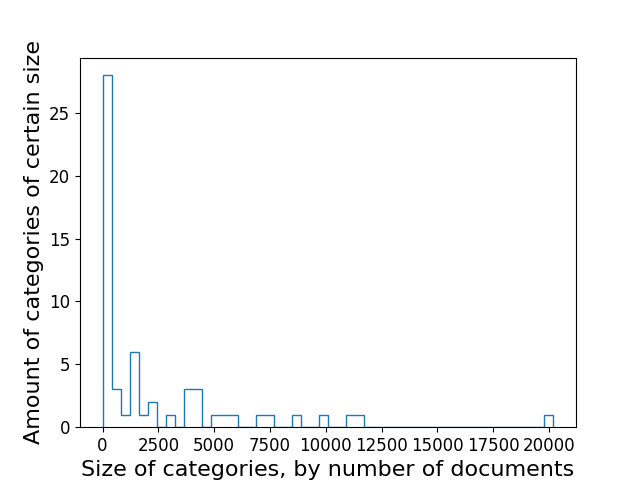 Amount of categories of certain size
25
20
15
10
5
0
0 2500 5000 7500 10000 12500 15000 17500 20000
Size of categories, by number of documents